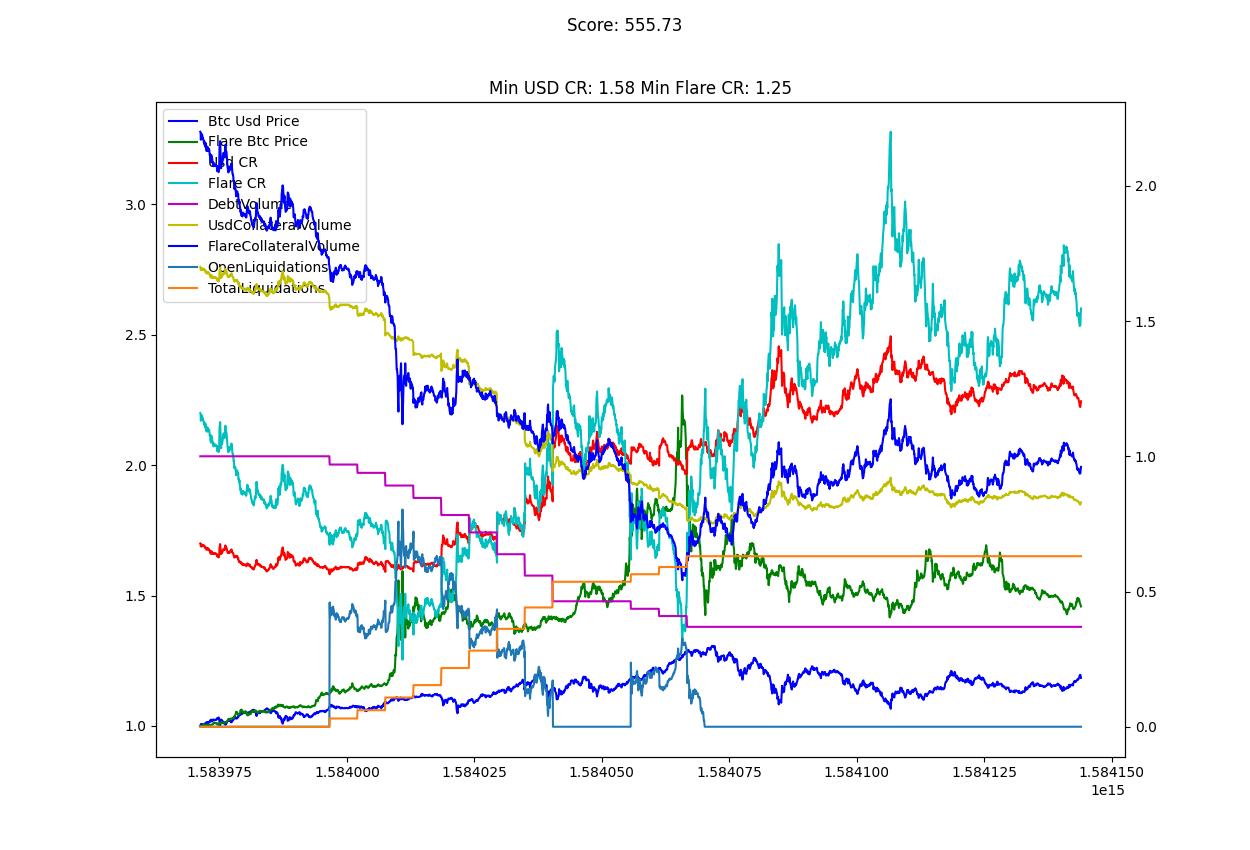 Score: 555.73
Min USD CR: 1.58 Min Flare CR: 1.25
Btc Usd Price
Flare Btc Price
Usd CR
Flare CR
DebtVolume
UsdCollateralVolume
FlareCollateralVolume
OpenLiquidations
TotalLiquidations
3.0
2.5
2.0
1.5
1.0
2.0
1.5
1.0
0.5
0.0
1.583975
1.584000
1.584025
1.584050
1.584075
1.584100
1.584125
1.584150
1e15